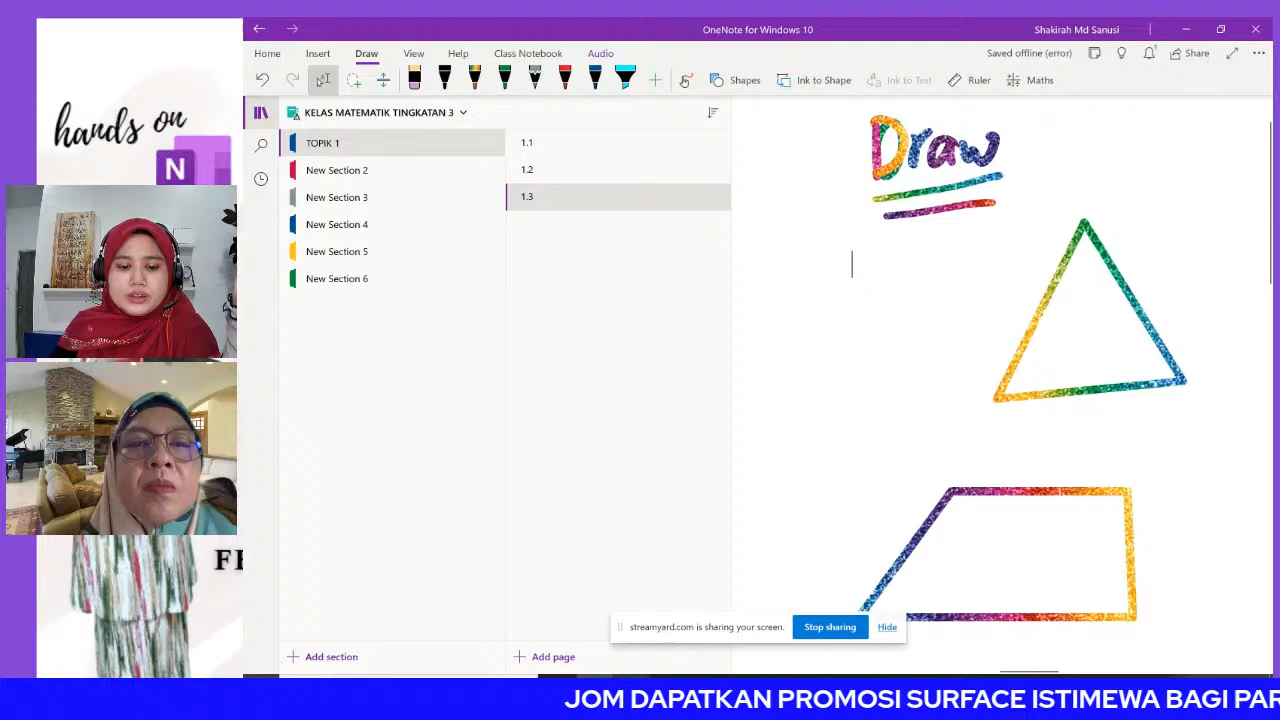 OneNote for Windows 10
Shakirah Md Sanusi
Home Insert Draw View Help Class Notebook Audio
Saved offline (error)
Share
Shapes
Ink to Shape
Ink to Text
Ruler
Maths
hands on
N
KELAS MATEMATIK TINGKATAN 3
TOPIK 1
New Section 2
New Section 3
New Section 4
New Section 5
New Section 6
1.1
1.2
1.3
Draw
streamyard.com is sharing your screen.
Stop sharing
Hide
Add section
Add page
JOM DAPATKAN PROMOSI SURFACE ISTIMEWA BAGI